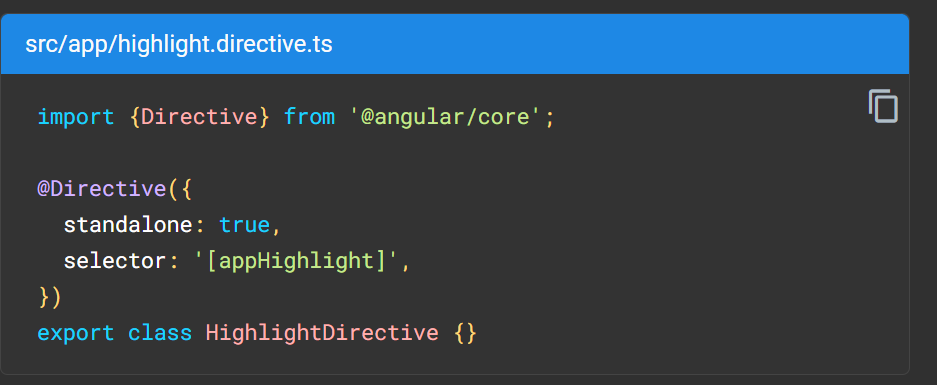 src/app/highlight.directive.ts
import {Directive} from '@angular/core';
@Directive({
  standalone: true,
  selector: '[appHighlight]',
})
export class HighlightDirective {}